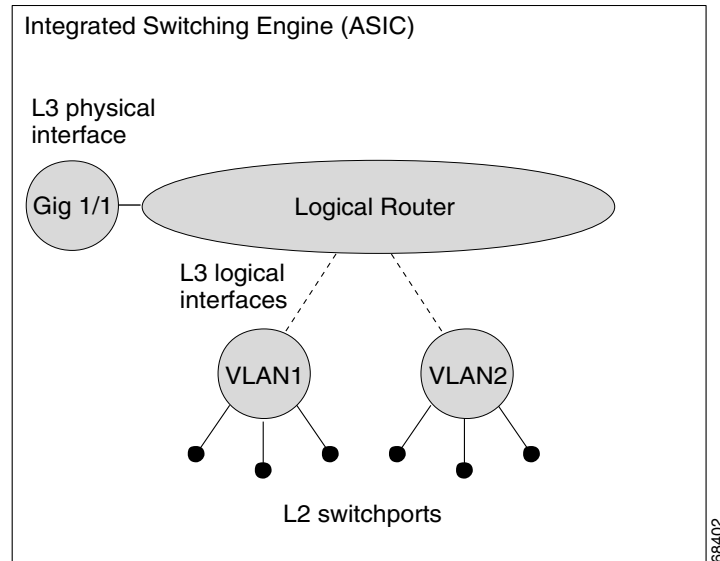 Integrated Switching Engine (ASIC)
L3 physical
interface
Gig 1/1
Logical Router
L3 logical
interfaces
VLAN1
VLAN2
L2 switchports
68402